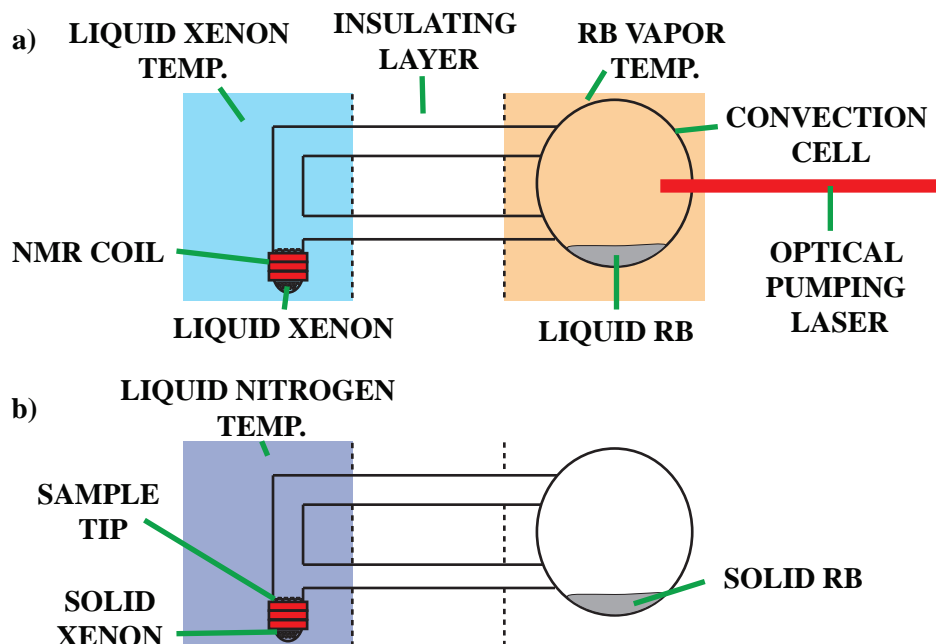 a)
LIQUID XENON
TEMP.
INSULATING
LAYER
RB VAPOR
TEMP.
CONVECTION
CELL
NMR COIL
LIQUID XENON
LIQUID RB
OPTICAL
PUMPING
LASER
b)
LIQUID NITROGEN
TEMP.
SAMPLE
TIP
SOLID
XENON
SOLID RB